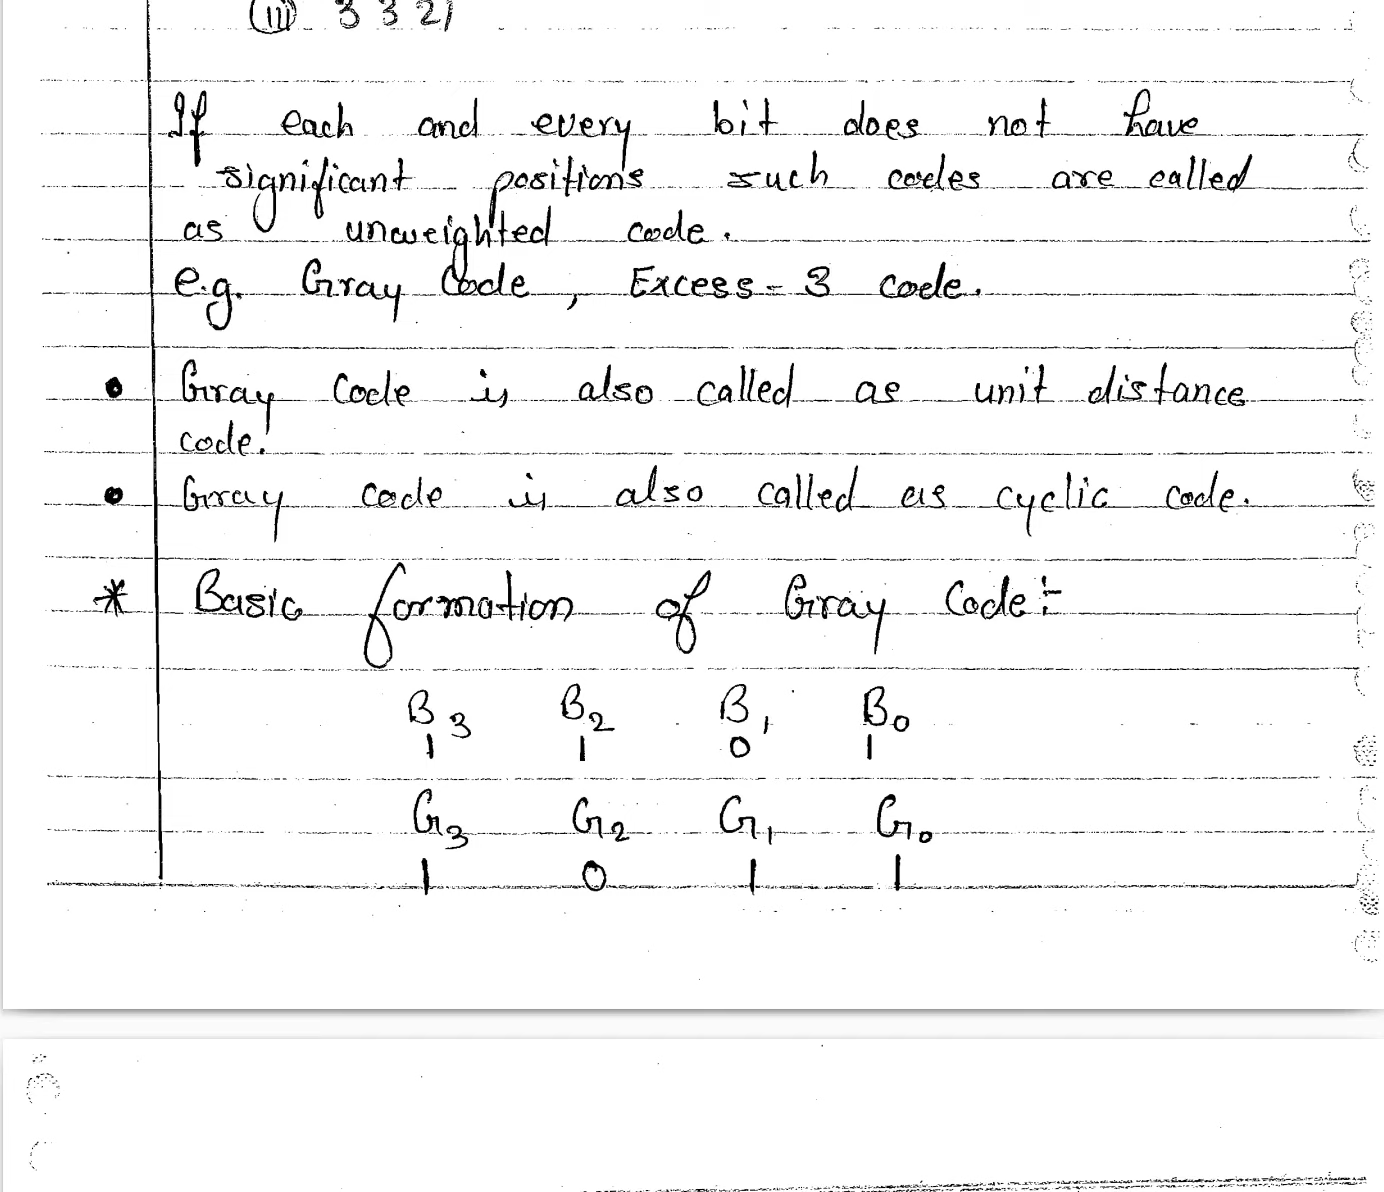 (iii) 3 3 2 1
If each and every bit does not have
significant positions such codes are called
as unweighted code.
e.g. Gray Code, Excess-3 code.
• Gray Code is also called as unit distance
code.
• Gray code is also called as cyclic code.
* Basic formation of Gray Code:-
B3 B2 B1 B0
1 1 0 1
G3 G2 G1 G0
1 0 1 1